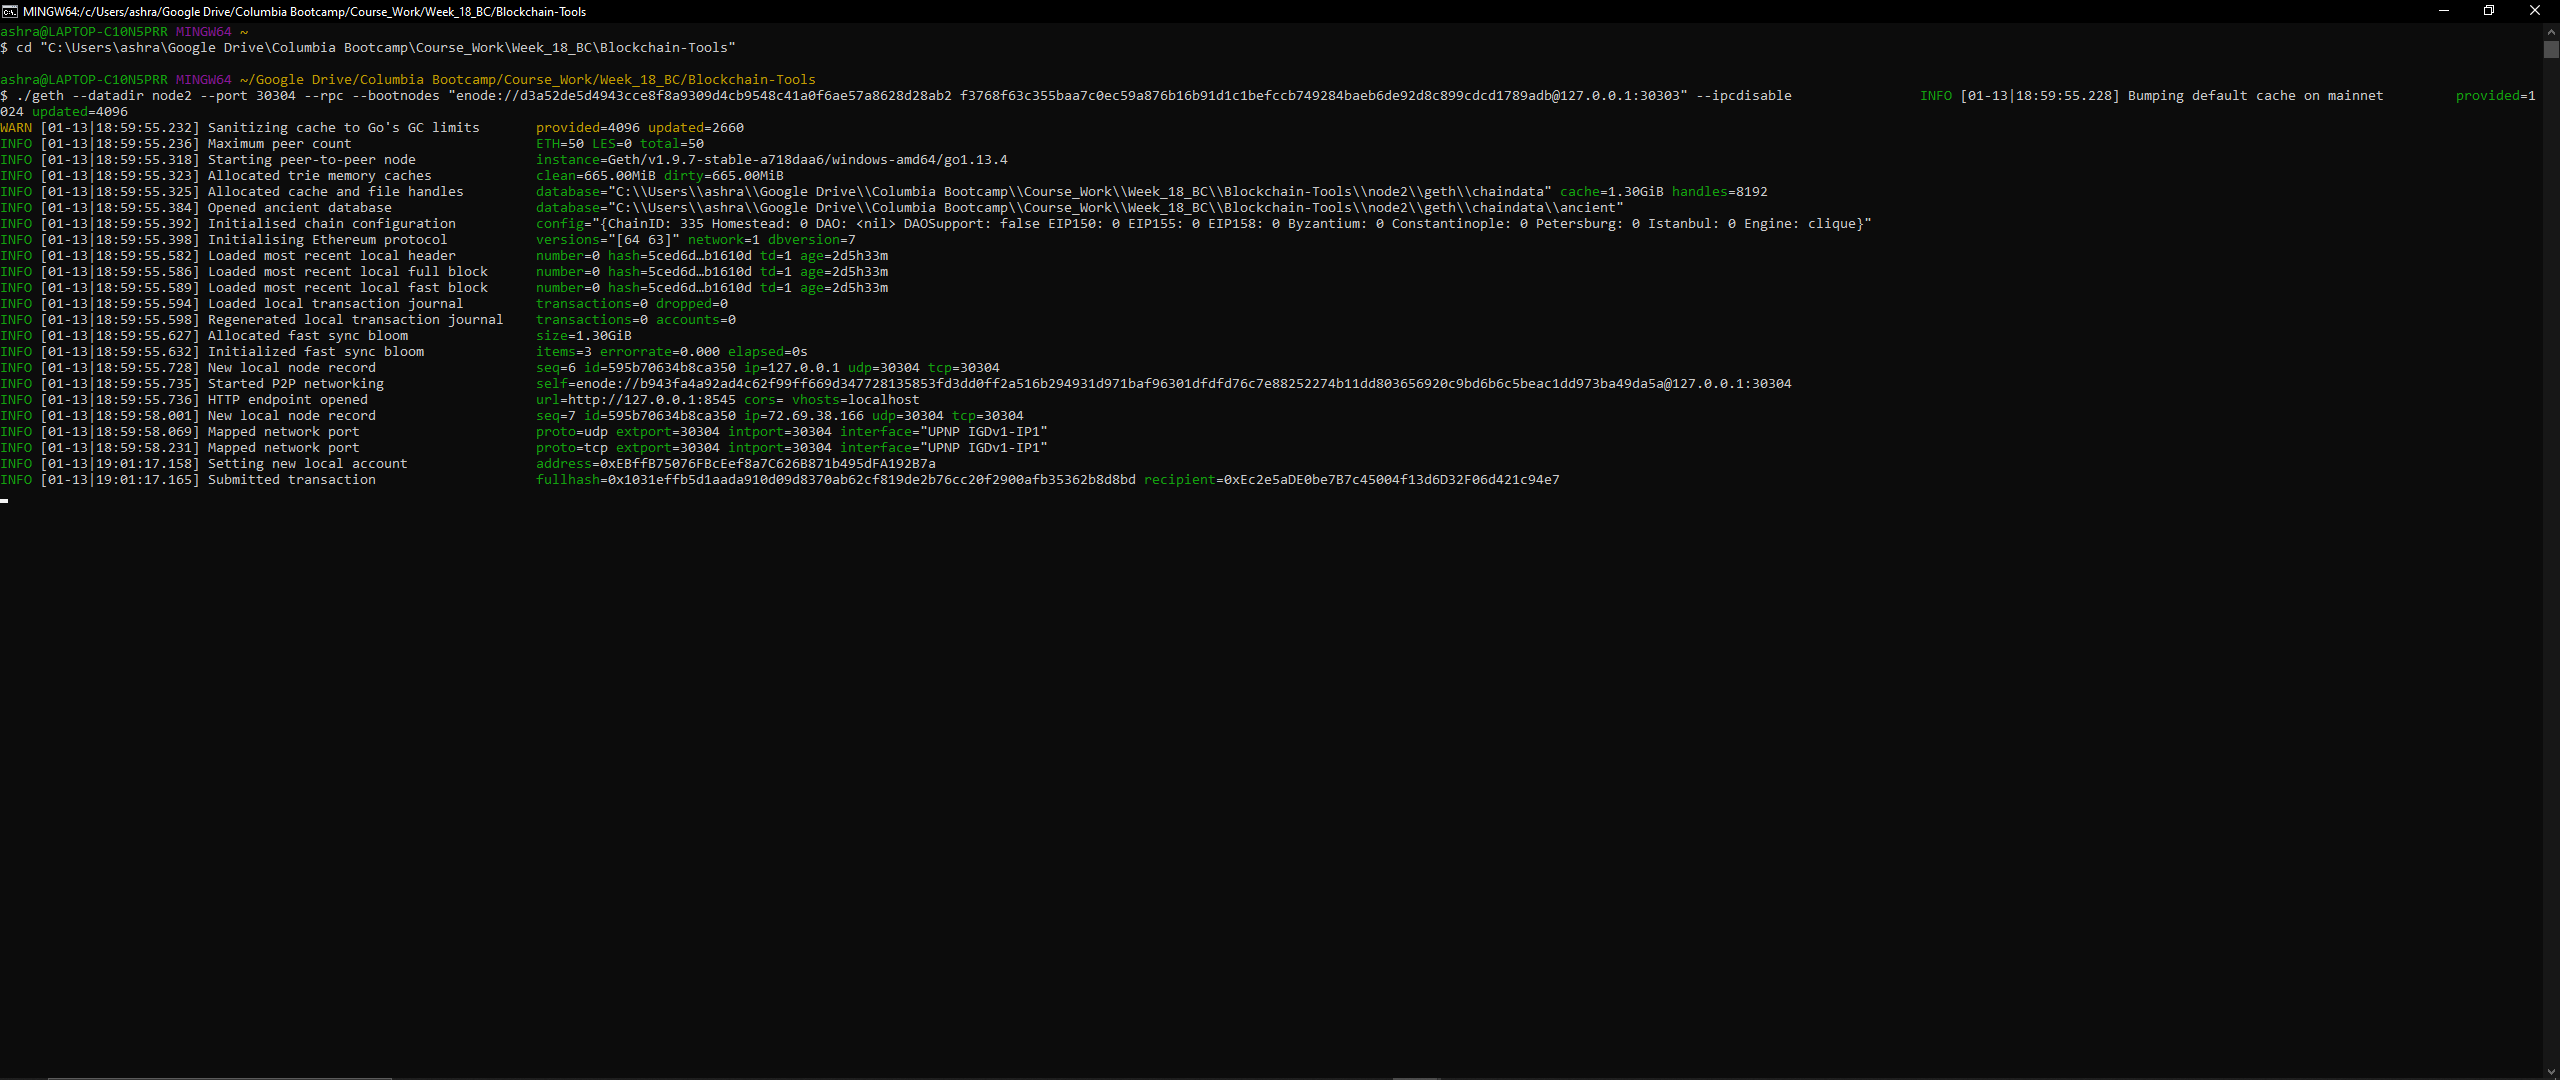 MINGW64:/c/Users/ashra/Google Drive/Columbia Bootcamp/Course_Work/Week_18_BC/Blockchain-Tools
ashra@LAPTOP-C10N5PRR MINGW64 ~
$ cd "C:\Users\ashra\Google Drive\Columbia Bootcamp\Course_Work\Week_18_BC\Blockchain-Tools"
ashra@LAPTOP-C10N5PRR MINGW64 ~/Google Drive/Columbia Bootcamp/Course_Work/Week_18_BC/Blockchain-Tools
$ ./geth --datadir node2 --port 30304 --rpc --bootnodes "enode://d3a52de5d4943cce8f8a9309d4cb9548c41a0f6ae57a8628d28ab2 f3768f63c355baa7c0ec59a876b16b91d1c1befccb749284baeb6de92d8c899cdcd1789adb@127.0.0.1:30303" --ipcdisable INFO [01-13|18:59:55.228] Bumping default cache on mainnet provided=1
024 updated=4096
WARN [01-13|18:59:55.232] Sanitizing cache to Go's GC limits provided=4096 updated=2660
INFO [01-13|18:59:55.236] Maximum peer count ETH=50 LES=0 total=50
INFO [01-13|18:59:55.318] Starting peer-to-peer node instance=Geth/v1.9.7-stable-a718daa6/windows-amd64/go1.13.4
INFO [01-13|18:59:55.323] Allocated trie memory caches clean=665.00MiB dirty=665.00MiB
INFO [01-13|18:59:55.325] Allocated cache and file handles database="C:\\Users\\ashra\\Google Drive\\Columbia Bootcamp\\Course_Work\\Week_18_BC\\Blockchain-Tools\\node2\\geth\\chaindata" cache=1.30GiB handles=8192
INFO [01-13|18:59:55.384] Opened ancient database database="C:\\Users\\ashra\\Google Drive\\Columbia Bootcamp\\Course_Work\\Week_18_BC\\Blockchain-Tools\\node2\\geth\\chaindata\\ancient"
INFO [01-13|18:59:55.392] Initialised chain configuration config="{ChainID: 335 Homestead: 0 DAO: <nil> DAOSupport: false EIP150: 0 EIP155: 0 EIP158: 0 Byzantium: 0 Constantinople: 0 Petersburg: 0 Istanbul: 0 Engine: clique}"
INFO [01-13|18:59:55.398] Initialising Ethereum protocol versions="[64 63]" network=1 dbversion=7
INFO [01-13|18:59:55.582] Loaded most recent local header number=0 hash=5ced6d…b1610d td=1 age=2d5h33m
INFO [01-13|18:59:55.586] Loaded most recent local full block number=0 hash=5ced6d…b1610d td=1 age=2d5h33m
INFO [01-13|18:59:55.589] Loaded most recent local fast block number=0 hash=5ced6d…b1610d td=1 age=2d5h33m
INFO [01-13|18:59:55.594] Loaded local transaction journal transactions=0 dropped=0
INFO [01-13|18:59:55.598] Regenerated local transaction journal transactions=0 accounts=0
INFO [01-13|18:59:55.627] Allocated fast sync bloom size=1.30GiB
INFO [01-13|18:59:55.632] Initialized fast sync bloom items=3 errorrate=0.000 elapsed=0s
INFO [01-13|18:59:55.728] New local node record seq=6 id=595b70634b8ca350 ip=127.0.0.1 udp=30304 tcp=30304
INFO [01-13|18:59:55.735] Started P2P networking self=enode://b943fa4a92ad4c62f99ff669d347728135853fd3dd0ff2a516b294931d971baf96301dfdfd76c7e88252274b11dd803656920c9bd6b6c5beac1dd973ba49da5a@127.0.0.1:30304
INFO [01-13|18:59:55.736] HTTP endpoint opened url=http://127.0.0.1:8545 cors= vhosts=localhost
INFO [01-13|18:59:58.001] New local node record seq=7 id=595b70634b8ca350 ip=72.69.38.166 udp=30304 tcp=30304
INFO [01-13|18:59:58.069] Mapped network port proto=udp extport=30304 intport=30304 interface="UPNP IGDv1-IP1"
INFO [01-13|18:59:58.231] Mapped network port proto=tcp extport=30304 intport=30304 interface="UPNP IGDv1-IP1"
INFO [01-13|19:01:17.158] Setting new local account address=0xEBffB75076FBcEef8a7C626B871b495dFA192B7a
INFO [01-13|19:01:17.165] Submitted transaction fullhash=0x1031effb5d1aada910d09d8370ab62cf819de2b76cc20f2900afb35362b8d8bd recipient=0xEc2e5aDE0be7B7c45004f13d6D32F06d421c94e7